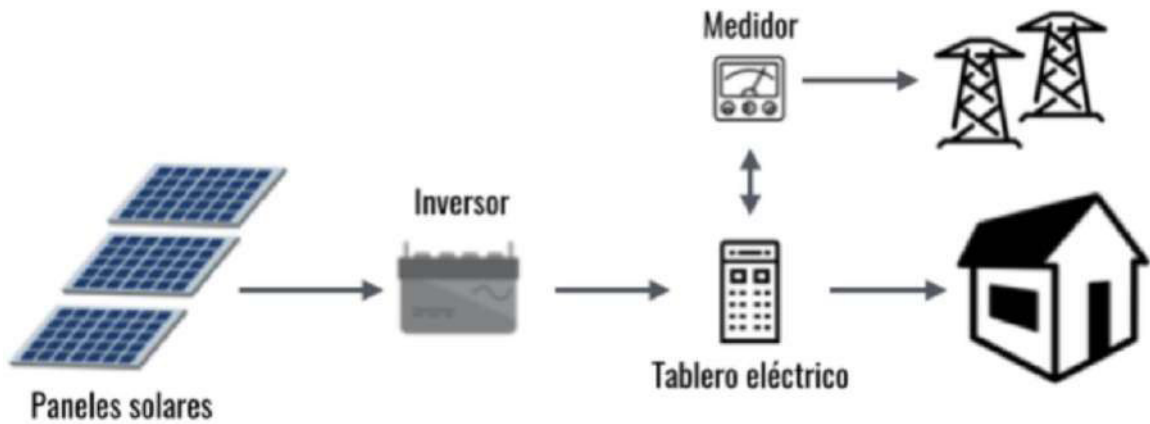 Medidor
Inversor
Tablero eléctrico
Paneles solares